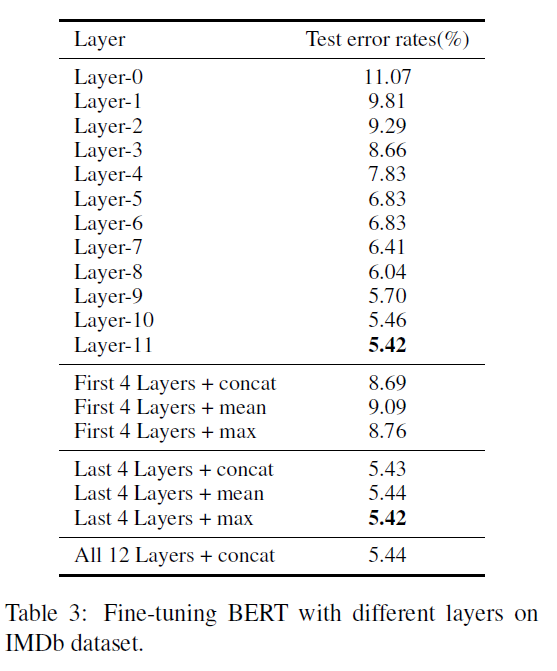 Layer Test error rates(%)
Layer-0 11.07
Layer-1 9.81
Layer-2 9.29
Layer-3 8.66
Layer-4 7.83
Layer-5 6.83
Layer-6 6.83
Layer-7 6.41
Layer-8 6.04
Layer-9 5.70
Layer-10 5.46
Layer-11 5.42
First 4 Layers + concat 8.69
First 4 Layers + mean 9.09
First 4 Layers + max 8.76
Last 4 Layers + concat 5.43
Last 4 Layers + mean 5.44
Last 4 Layers + max 5.42
All 12 Layers + concat 5.44
Table 3: Fine-tuning BERT with different layers on
IMDb dataset.